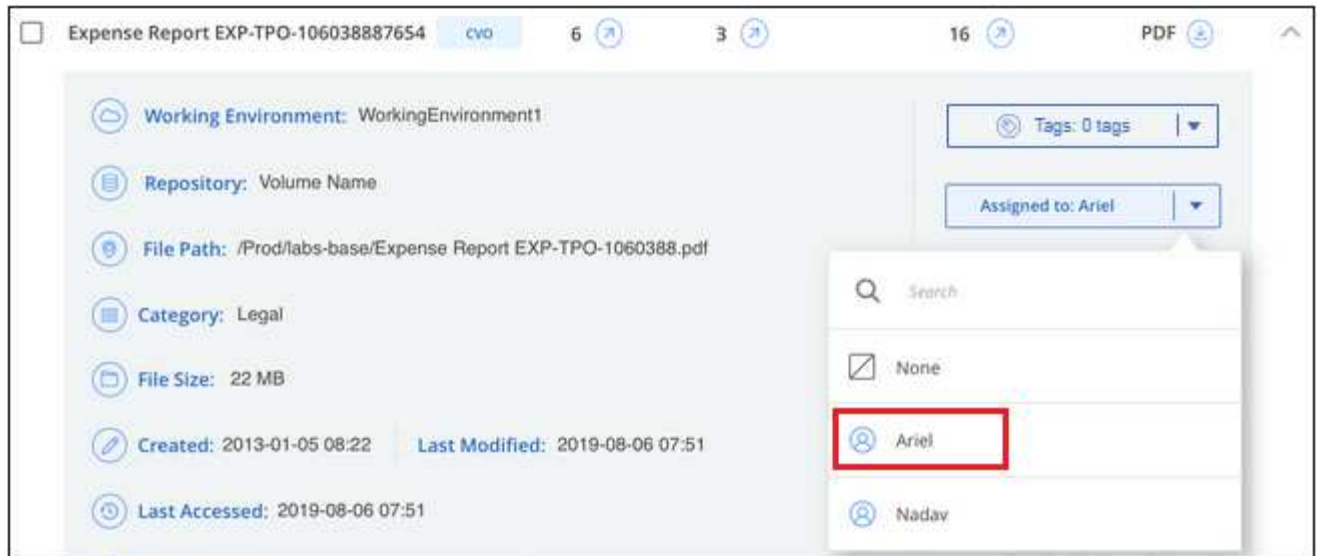 Expense Report EXP-TPO-106038887654 cvo 6 3 16 PDF
Working Environment: WorkingEnvironment1
Tags: 0 tags
Repository: Volume Name
Assigned to: Ariel
File Path: /Prod/labs-base/Expense Report EXP-TPO-1060388.pdf
Search
Category: Legal
None
File Size: 22 MB
Ariel
Created: 2013-01-05 08:22 Last Modified: 2019-08-06 07:51
Last Accessed: 2019-08-06 07:51
Nadav